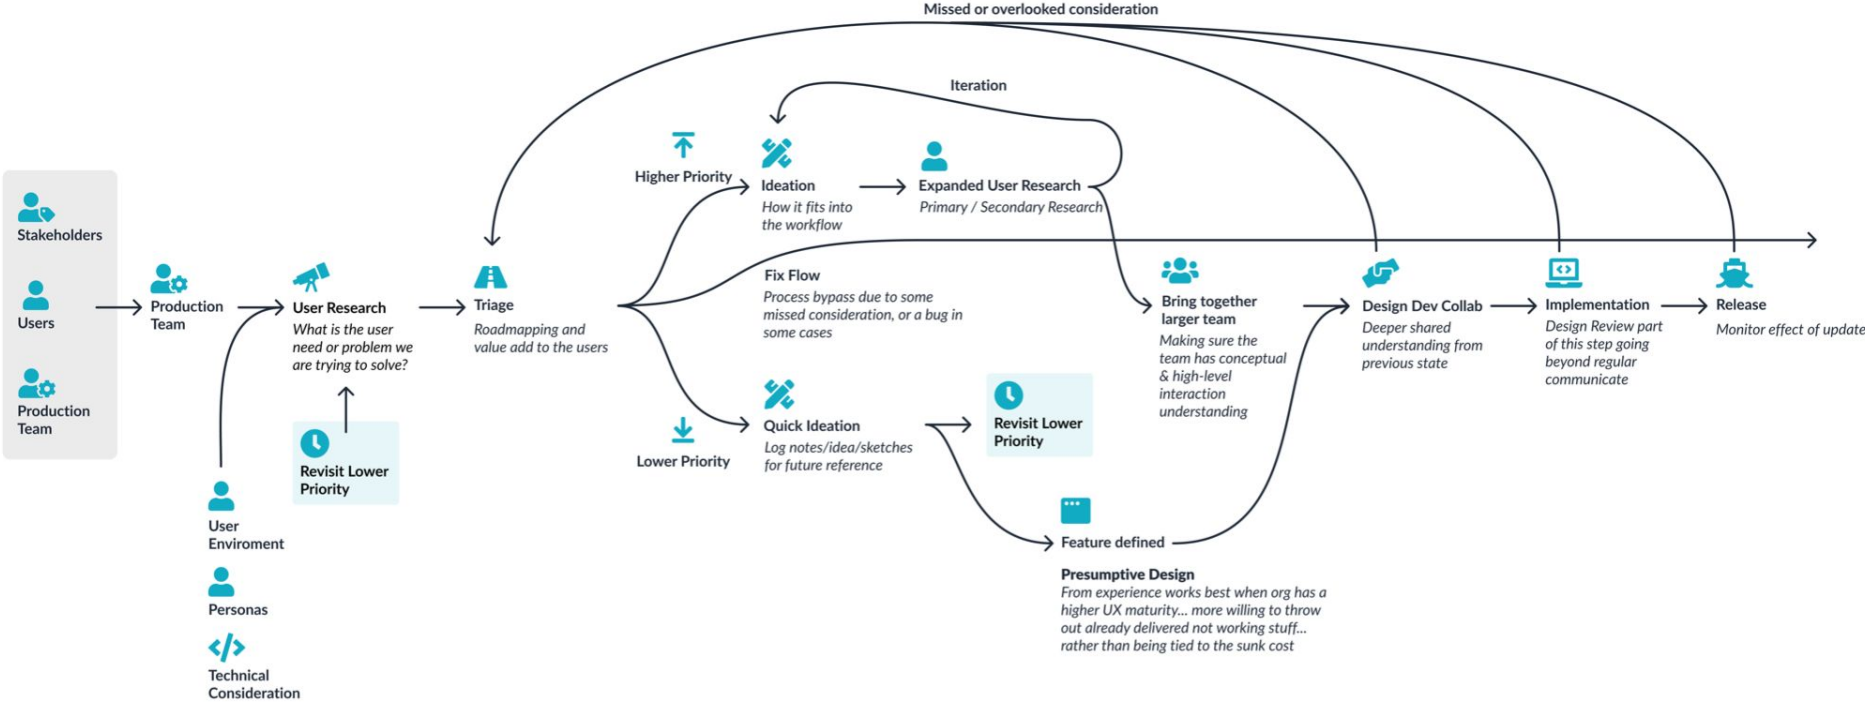 Missed or overlooked consideration
Iteration
Stakeholders
Users
Production
Team
Production
Team
User Research
What is the user
need or problem we
are trying to solve?
Revisit Lower
Priority
User
Enviroment
Personas
Technical
Consideration
Triage
Roadmapping and
value add to the users
Higher Priority
Ideation
How it fits into
the workflow
Expanded User Research
Primary / Secondary Research
Fix Flow
Process bypass due to some
missed consideration, or a bug in
some cases
Lower Priority
Quick Ideation
Log notes/idea/sketches
for future reference
Revisit Lower
Priority
Feature defined
Presumptive Design
From experience works best when org has a
higher UX maturity... more willing to throw
out already delivered not working stuff...
rather than being tied to the sunk cost
Bring together
larger team
Making sure the
team has conceptual
& high-level
interaction
understanding
Design Dev Collab
Deeper shared
understanding from
previous state
Implementation
Design Review part
of this step going
beyond regular
communicate
Release
Monitor effect of update